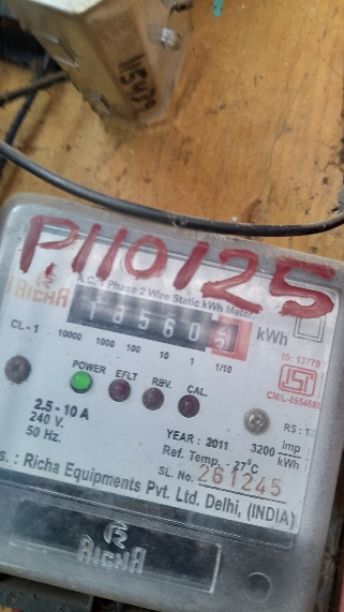 P110125
RICHA
A.C. 1 Phase 2 Wire Static kWh Meter
13560
kWh
CL - 1
10000 1000 100 10 1 1/10
IS: 13779
POWER EFLT REV. CAL.
2.5 - 10 A
240 V.
50 Hz.
YEAR : 2011 3200 imp/kWh
Ref. Temp. - 27°C
SL. No. 261245
Richa Equipments Pvt. Ltd. Delhi, (INDIA)
RICHA